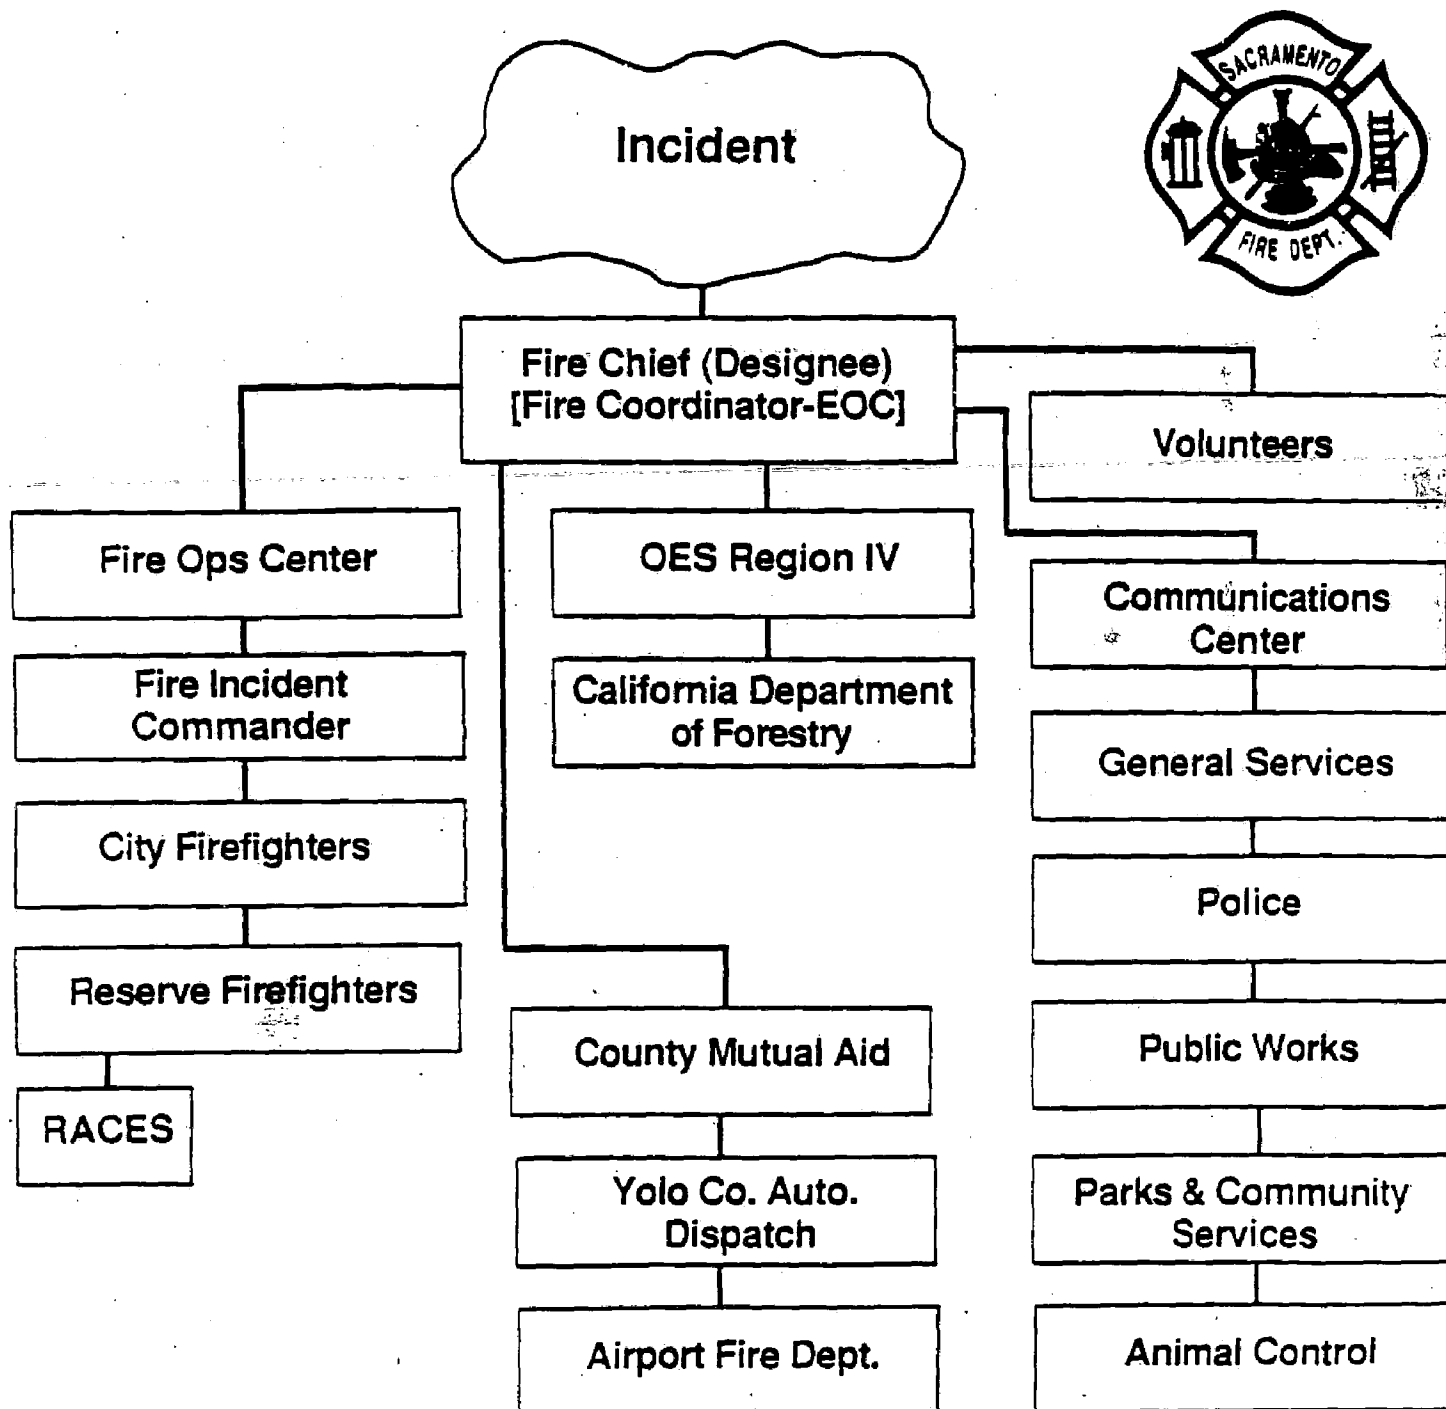 Incident
SACRAMENTO
FIRE DEPT.
Fire Chief (Designee)
[Fire Coordinator-EOC]
Volunteers
Fire Ops Center
OES Region IV
Communications
Center
Fire Incident
Commander
California Department
of Forestry
General Services
City Firefighters
Police
Reserve Firefighters
County Mutual Aid
Public Works
RACES
Yolo Co. Auto.
Dispatch
Parks & Community
Services
Airport Fire Dept.
Animal Control